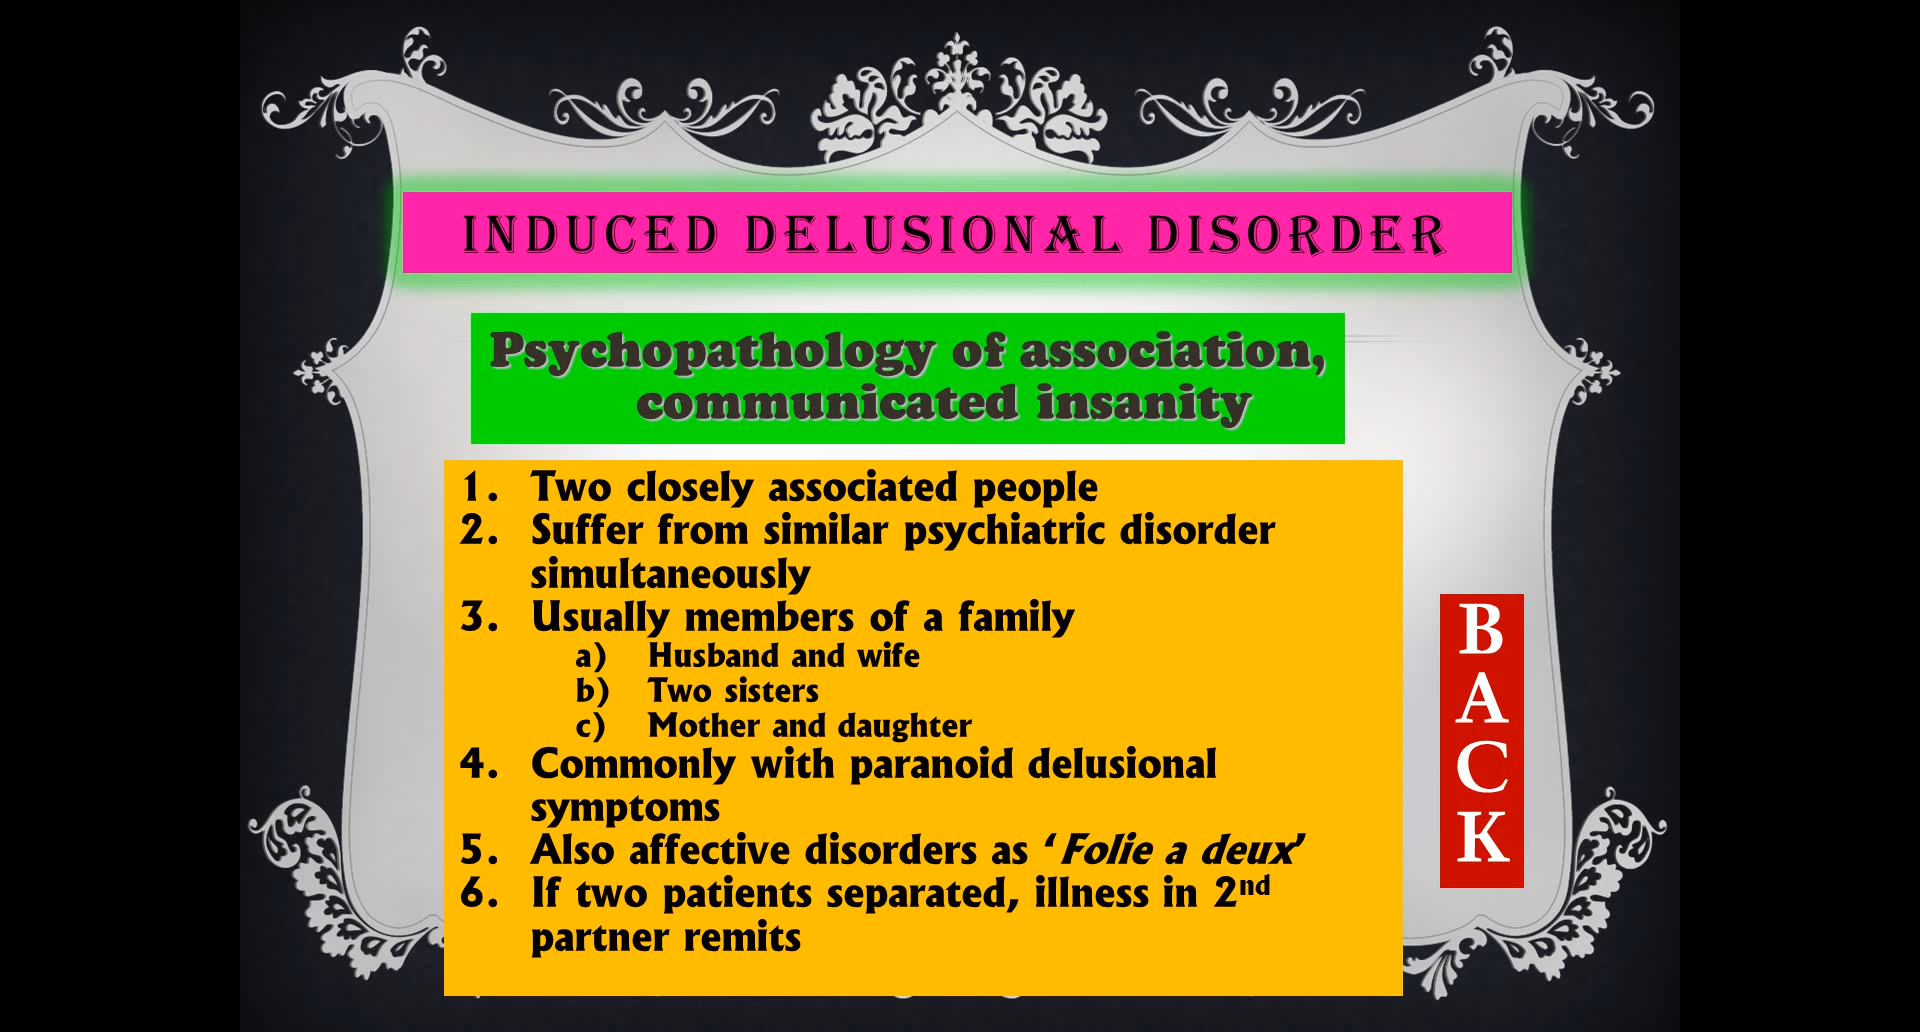 INDUCED DELUSIONAL DISORDER
Psychopathology of association,
communicated insanity
1. Two closely associated people
2. Suffer from similar psychiatric disorder
simultaneously
3. Usually members of a family
a) Husband and wife
b) Two sisters
c) Mother and daughter
4. Commonly with paranoid delusional
symptoms
5. Also affective disorders as ‘Folie a deux’
6. If two patients separated, illness in 2nd
partner remits
B
A
C
K